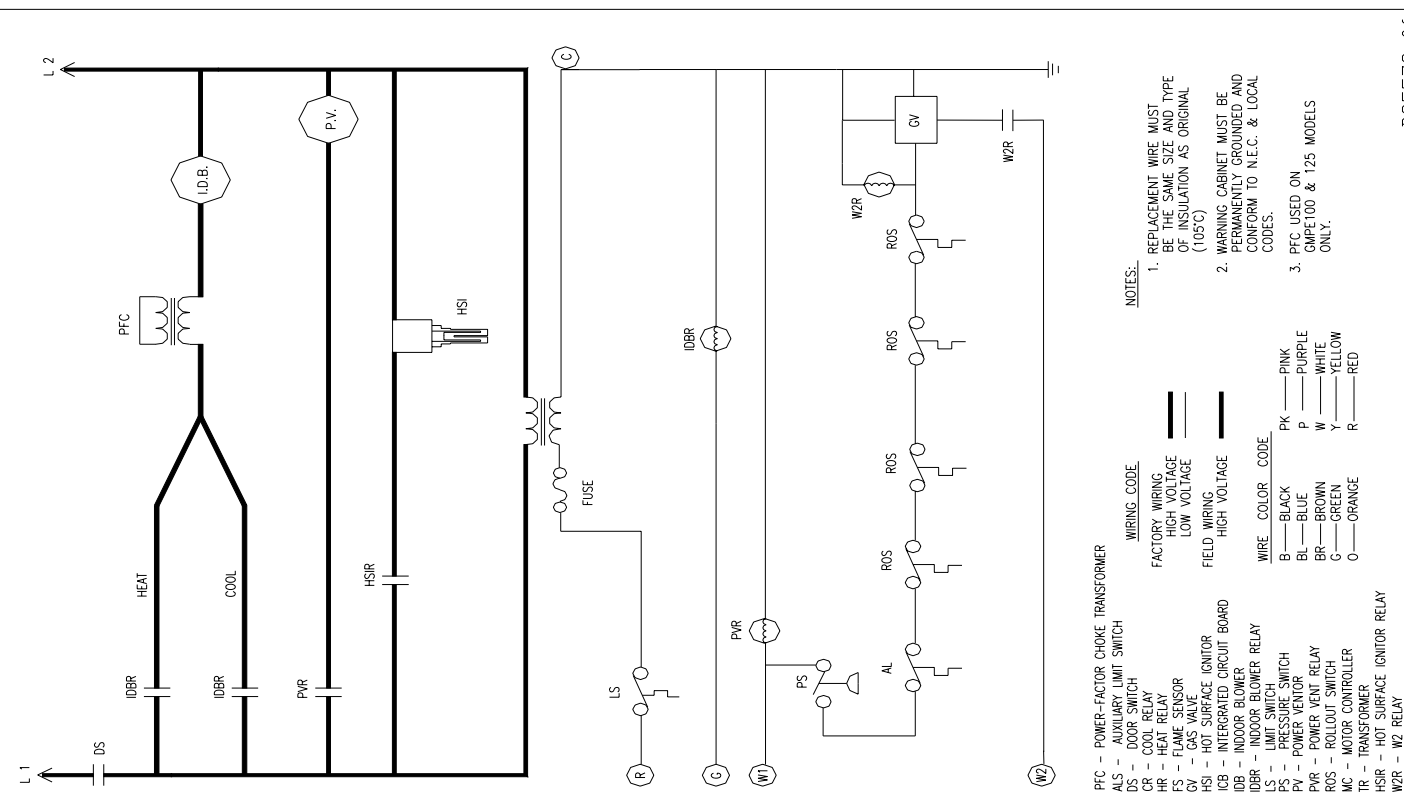 L 1
L 2
DS
IDBR
HEAT
IDBR
COOL
PFC
I.D.B.
PVR
P.V.
HSIR
HSI
FUSE
C
LS
R
IDBR
G
PVR
W1
PS
AL
ROS
ROS
ROS
ROS
W2R
GV
W2R
W2
PFC - POWER-FACTOR CHOKE TRANSFORMER
ALS - AUXILIARY LIMIT SWITCH
DS - DOOR SWITCH
CR - COOL RELAY
HR - HEAT RELAY
FS - FLAME SENSOR
GV - GAS VALVE
HSI - HOT SURFACE IGNITOR
ICB - INTERGRATED CIRCUIT BOARD
IDB - INDOOR BLOWER
IDBR - INDOOR BLOWER RELAY
LS - LIMIT SWITCH
PS - PRESSURE SWITCH
PV - POWER VENTOR
PVR - POWER VENT RELAY
ROS - ROLLOUT SWITCH
MC - MOTOR CONTROLLER
TR - TRANSFORMER
HSIR - HOT SURFACE IGNITOR RELAY
W2R - W2 RELAY
WIRING CODE
FACTORY WIRING
HIGH VOLTAGE
LOW VOLTAGE
FIELD WIRING
HIGH VOLTAGE
WIRE COLOR CODE
B — BLACK
BL — BLUE
BR — BROWN
G — GREEN
O — ORANGE
PK — PINK
P — PURPLE
W — WHITE
Y — YELLOW
R — RED
NOTES:
1. REPLACEMENT WIRE MUST
BE THE SAME SIZE AND TYPE
OF INSULATION AS ORIGINAL
(105°C)
2. WARNING CABINET MUST BE
PERMANENTLY GROUNDED AND
CONFORM TO N.E.C. & LOCAL
CODES.
3. PFC USED ON
GMPE100 & 125 MODELS
ONLY.